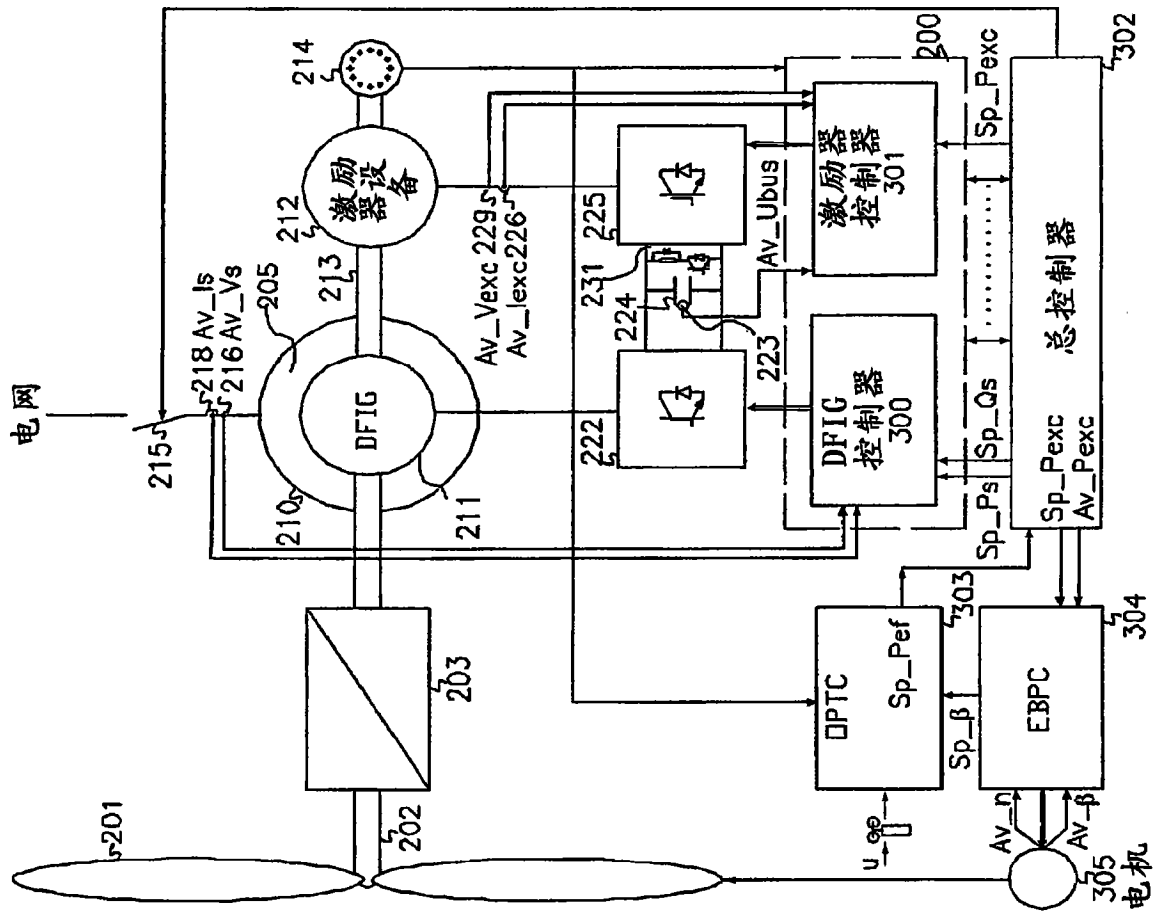 电网
215
218 Av_Is
216 Av_Vs
205
210
DFIG
211
213
212
激励
器设
备
214
201
202
203
Av_Vexc 229
Av_Iexc 226
222
225
231
224
223
Av_Ubus
200
DFIG
控制器
300
激励器
控制器
301
Sp_Ps
Sp_Qs
Sp_Pexc
302
总控制器
Sp_Pexc
Av_Pexc
OPTC
Sp_Pef
303
u
Sp_β
EBPC
304
Av_n
Av_β
305
电机